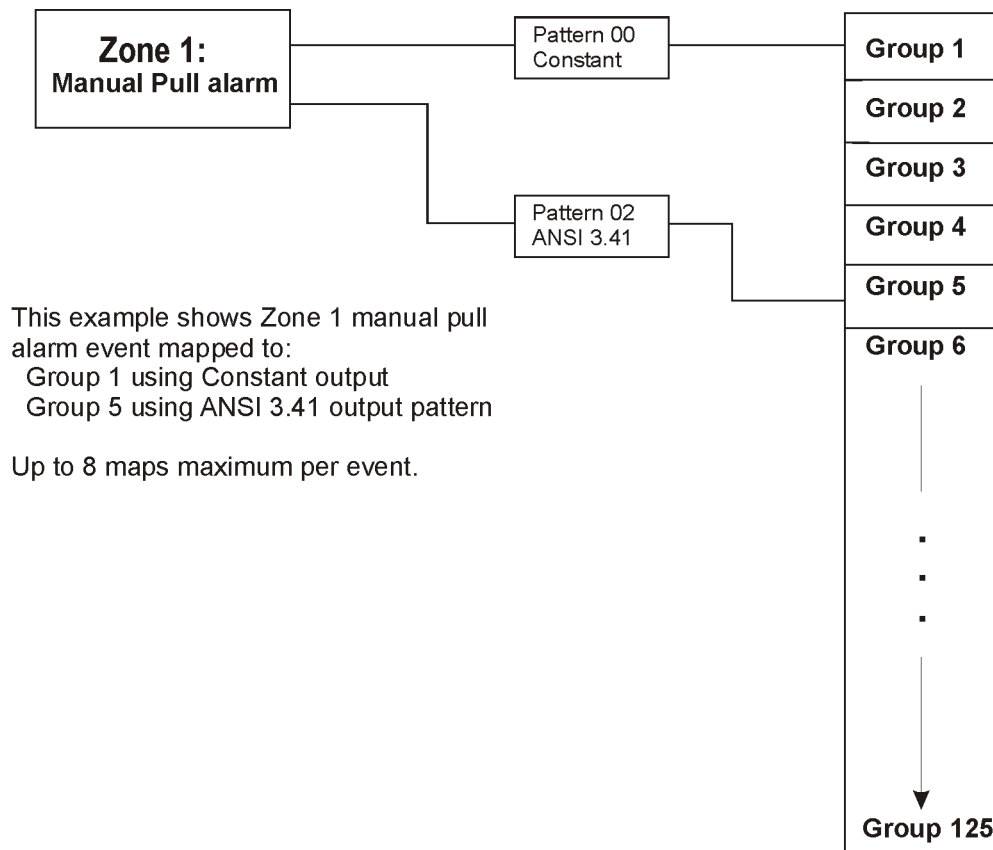 Zone 1:
Manual Pull alarm
Pattern 00
Constant
Pattern 02
ANSI 3.41
Group 1
Group 2
Group 3
Group 4
Group 5
Group 6
Group 125
This example shows Zone 1 manual pull
alarm event mapped to:
Group 1 using Constant output
Group 5 using ANSI 3.41 output pattern
Up to 8 maps maximum per event.